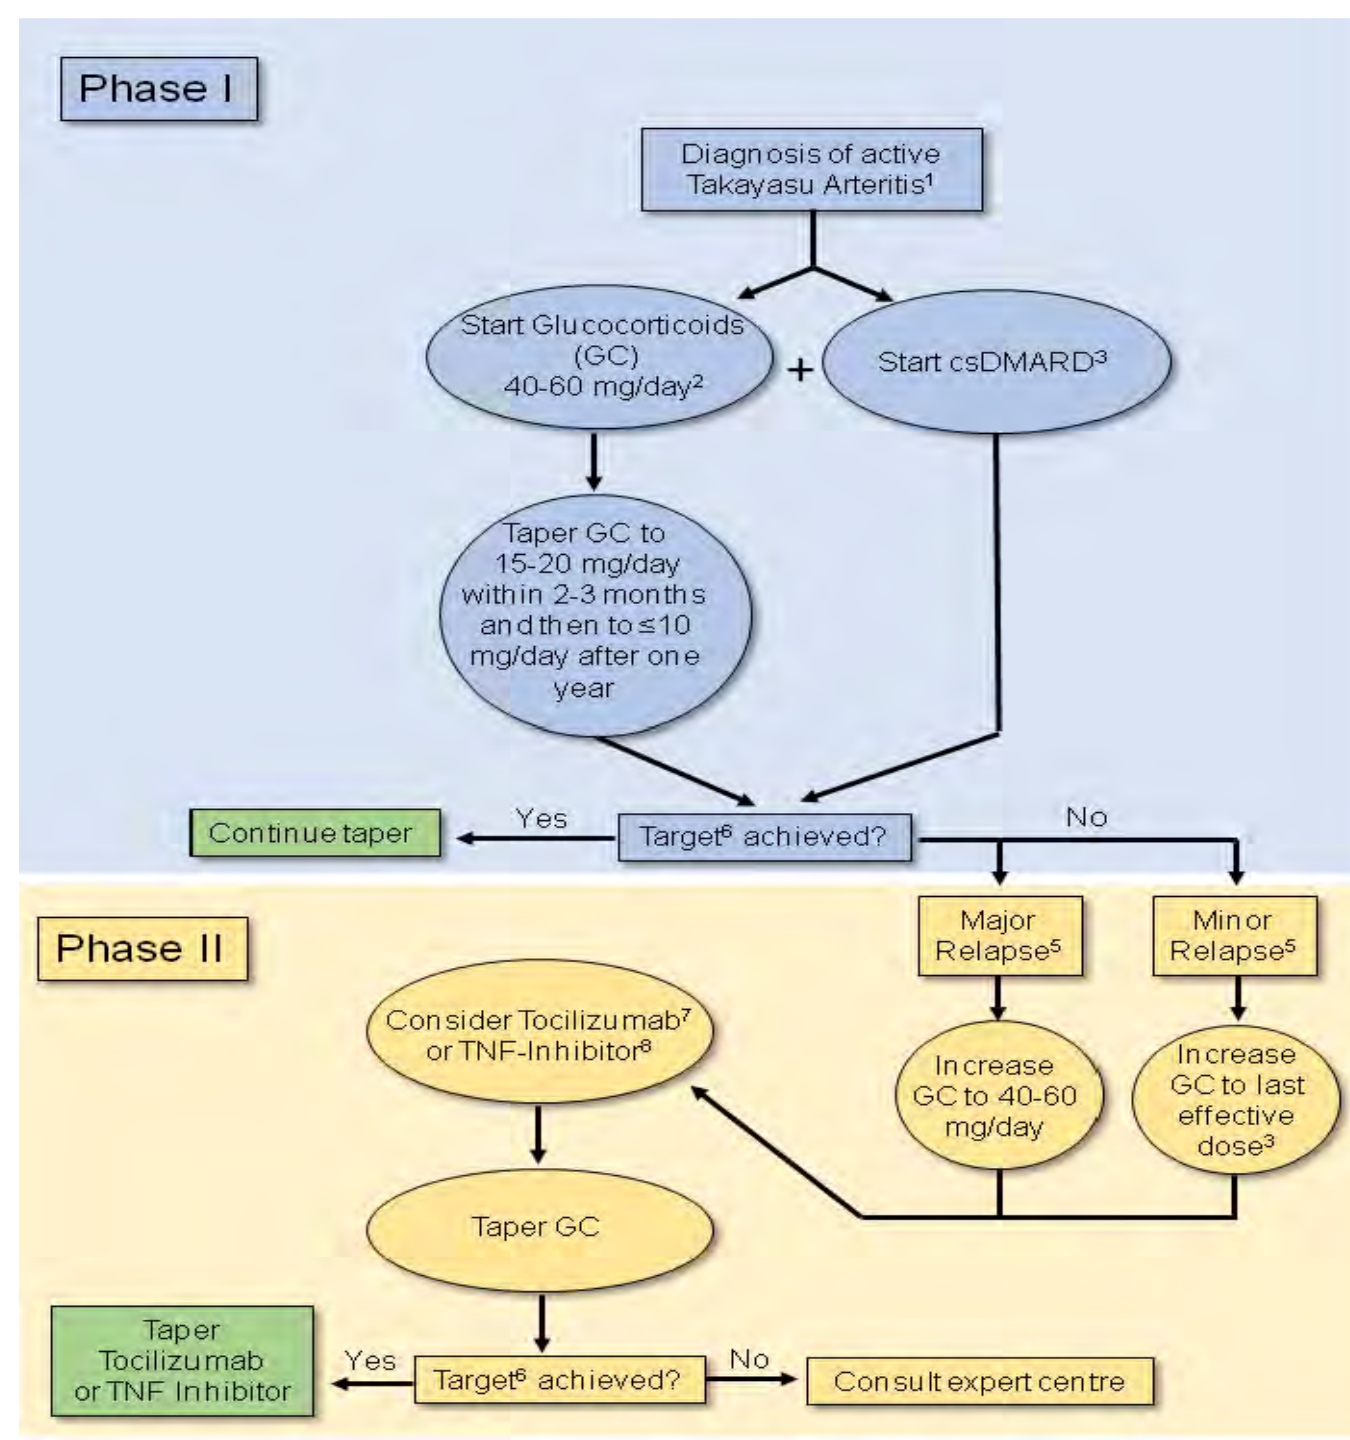 Phase I
Diagnosis of active
Takayasu Arteritis¹
Start Glucocorticoids
(GC)
40-60 mg/day²
+
Start csDMARD³
Taper GC to
15-20 mg/day
within 2-3 months
and then to ≤10
mg/day after one
year
Target⁶ achieved?
Yes
Continue taper
No
Phase II
Major
Relapse⁵
Minor
Relapse⁵
Increase
GC to 40-60
mg/day
Increase
GC to last
effective
dose³
Consider Tocilizumab⁷
or TNF-Inhibitor⁸
Taper GC
Target⁶ achieved?
Yes
Taper
Tocilizumab
or TNF Inhibitor
No
Consult expert centre